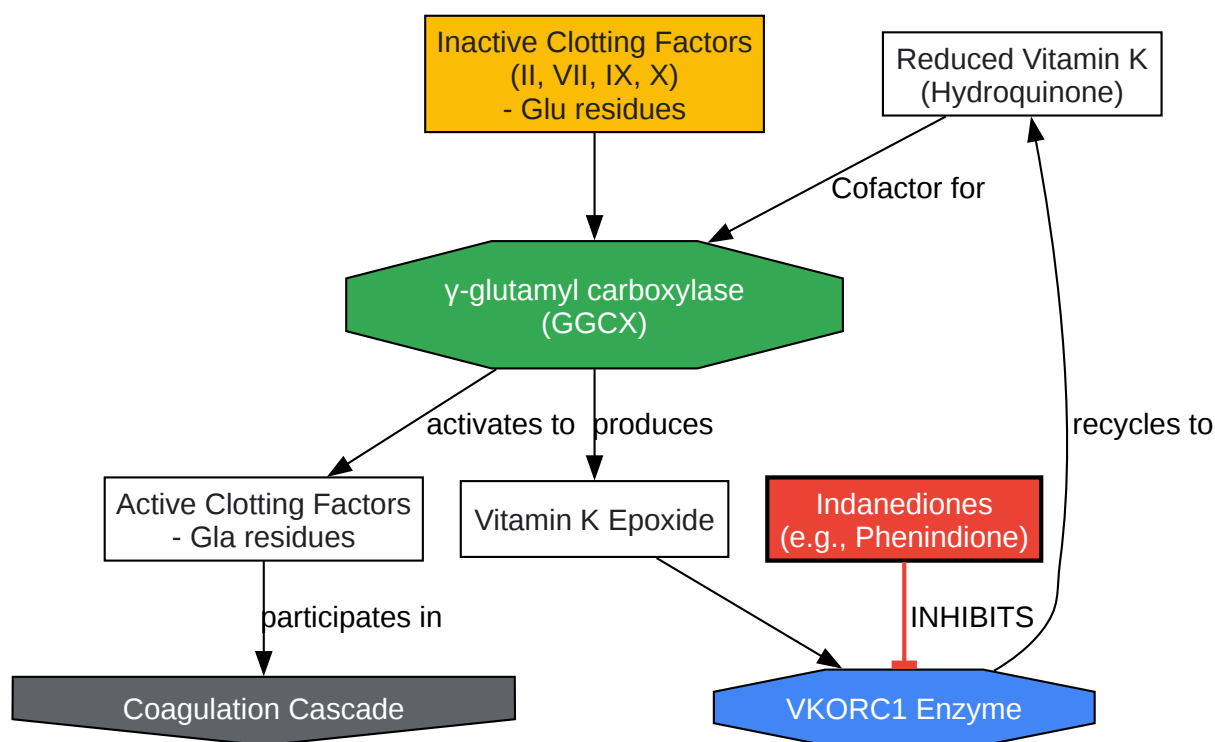 Inactive Clotting Factors
(II, VII, IX, X)
- Glu residues
Reduced Vitamin K
(Hydroquinone)
Cofactor for
γ-glutamyl carboxylase
(GGCX)
activates to
produces
recycles to
Active Clotting Factors
- Gla residues
Vitamin K Epoxide
Indanediones
(e.g., Phenindione)
participates in
INHIBITS
Coagulation Cascade
VKORC1 Enzyme